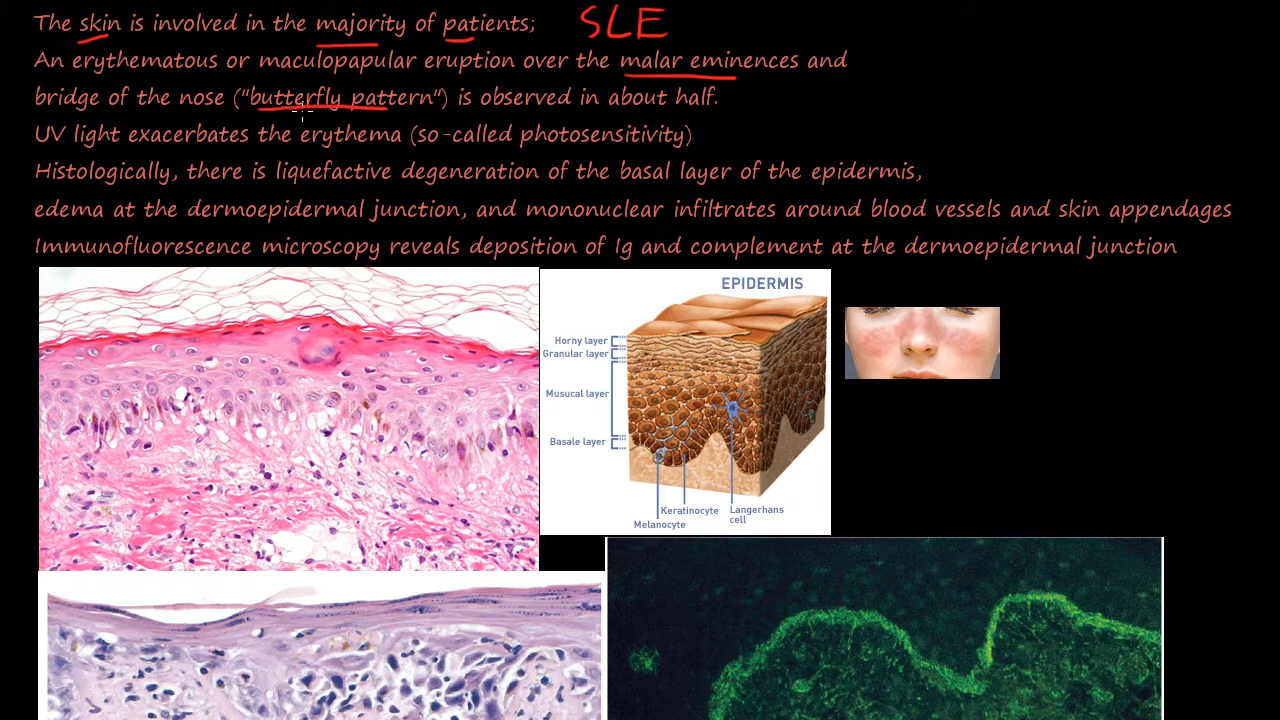 The skin is involved in the majority of patients; SLE
An erythematous or maculopapular eruption over the malar eminences and
bridge of the nose ("butterfly pattern") is observed in about half.
UV light exacerbates the erythema (so-called photosensitivity)
Histologically, there is liquefactive degeneration of the basal layer of the epidermis,
edema at the dermoepidermal junction, and mononuclear infiltrates around blood vessels and skin appendages
Immunofluorescence microscopy reveals deposition of Ig and complement at the dermoepidermal junction
EPIDERMIS
Horny layer
Granular layer
Musucal layer
Basale layer
Keratinocyte
Langerhans
cell
Melanocyte